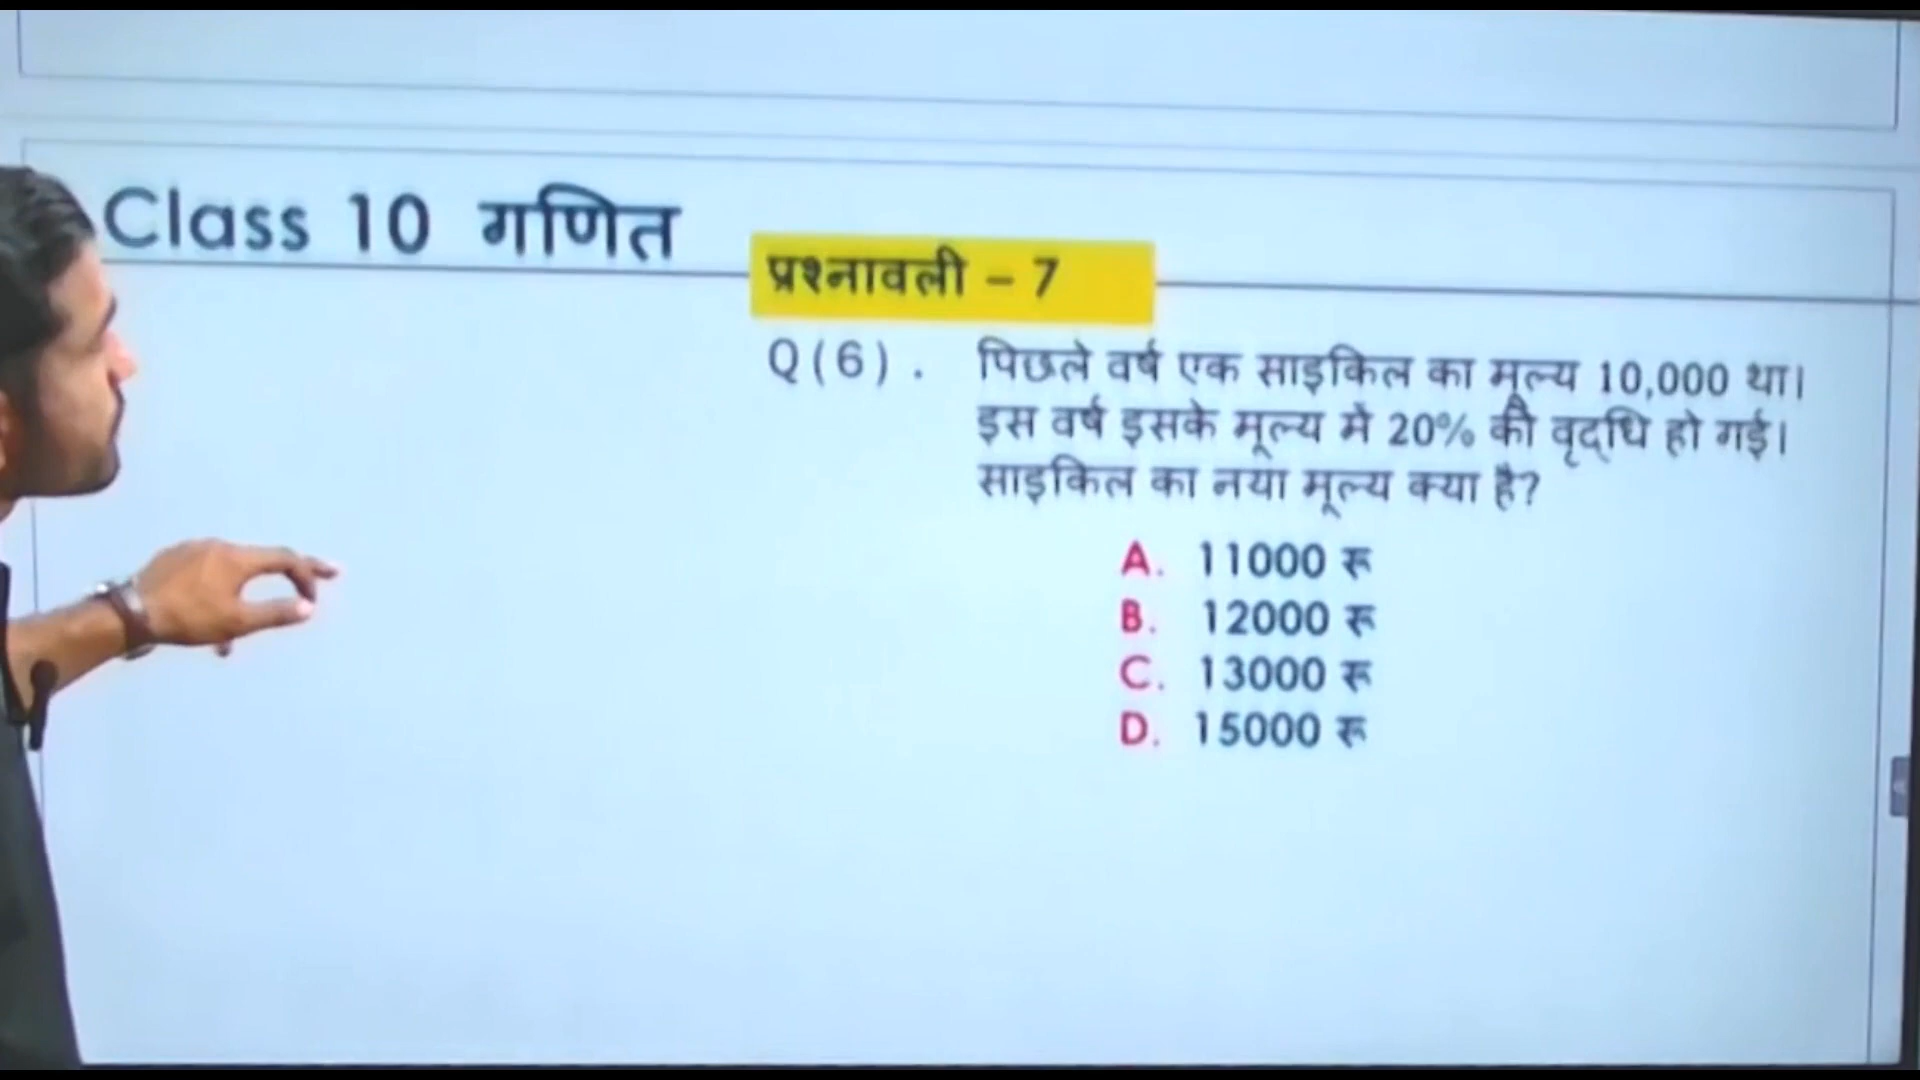 Class 10 गणित
प्रश्नावली – 7
Q(6). पिछले वर्ष एक साइकिल का मूल्य 10,000 था।
इस वर्ष इसके मूल्य में 20% की वृद्धि हो गई।
साइकिल का नया मूल्य क्या है?
A. 11000 रू
B. 12000 रू
C. 13000 रू
D. 15000 रू